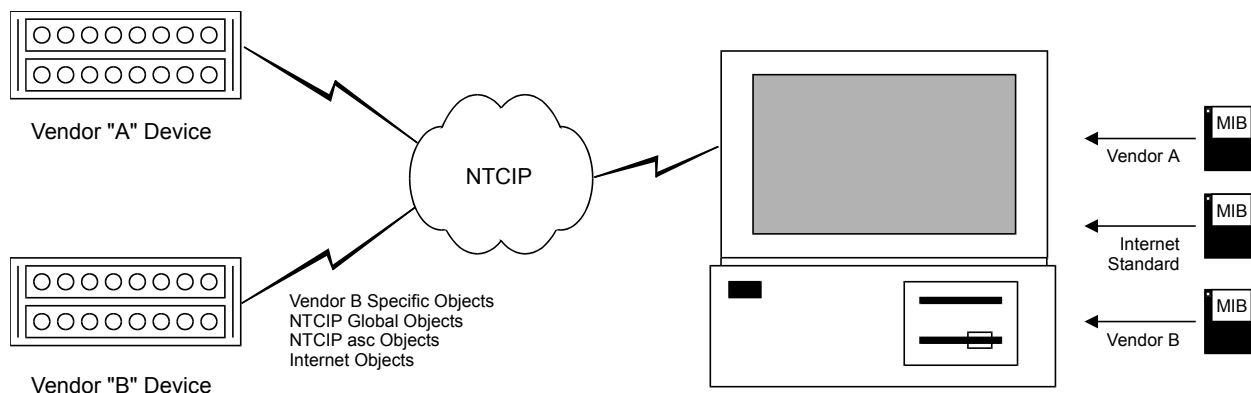 Vendor "A" Device
NTCIP
MIB
Vendor A
MIB
Internet
Standard
MIB
Vendor B
Vendor B Specific Objects
NTCIP Global Objects
NTCIP asc Objects
Internet Objects
Vendor "B" Device